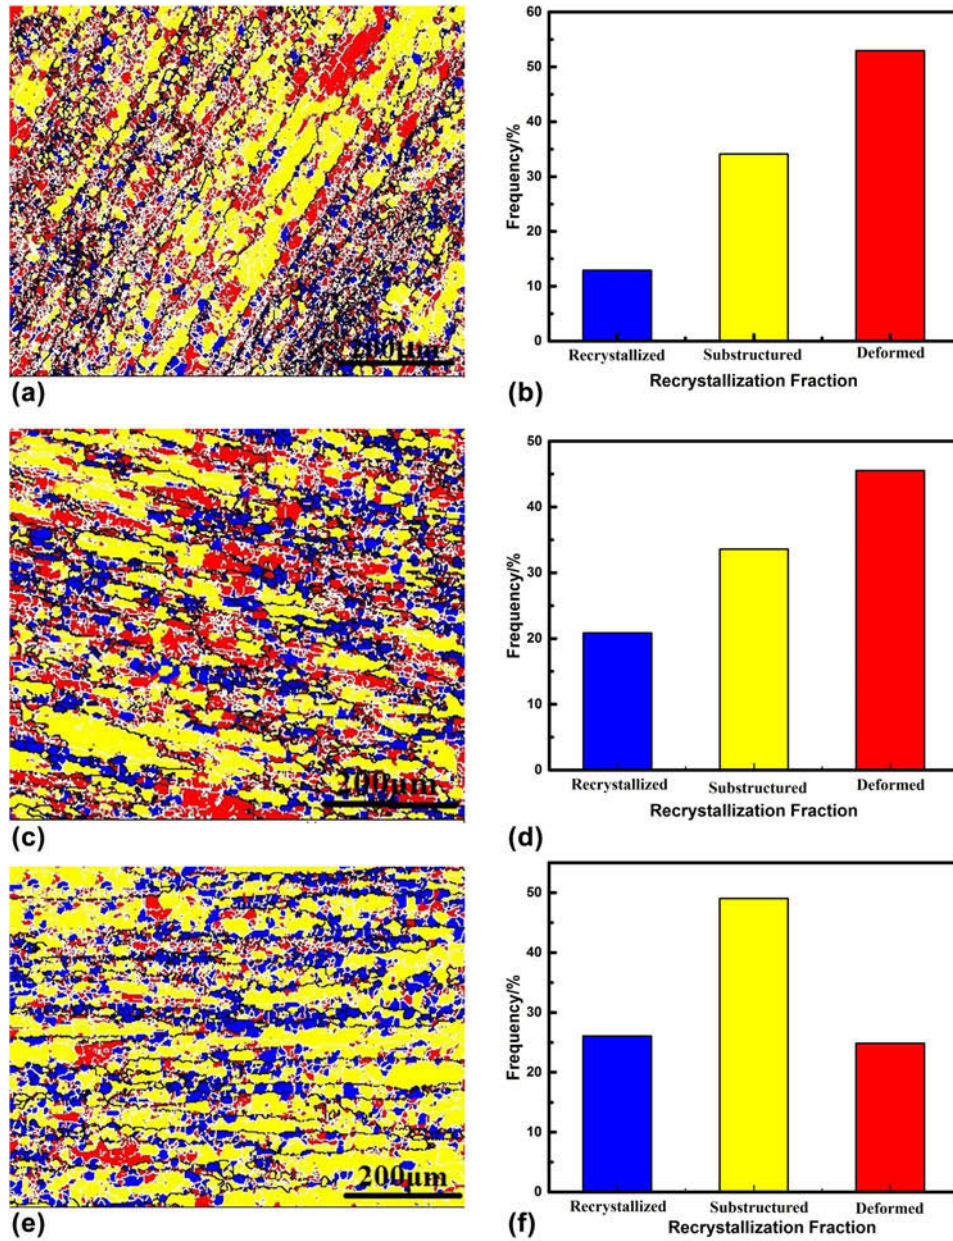 200μm
(a)
60
50
40
30
20
10
0
Frequency/%
Recrystallized Substructured Deformed
Recrystallization Fraction
(b)
200μm
(c)
50
40
30
20
10
0
Frequency/%
Recrystallized Substructured Deformed
Recrystallization Fraction
(d)
200μm
(e)
50
40
30
20
10
0
Frequency/%
Recrystallized Substructured Deformed
Recrystallization Fraction
(f)